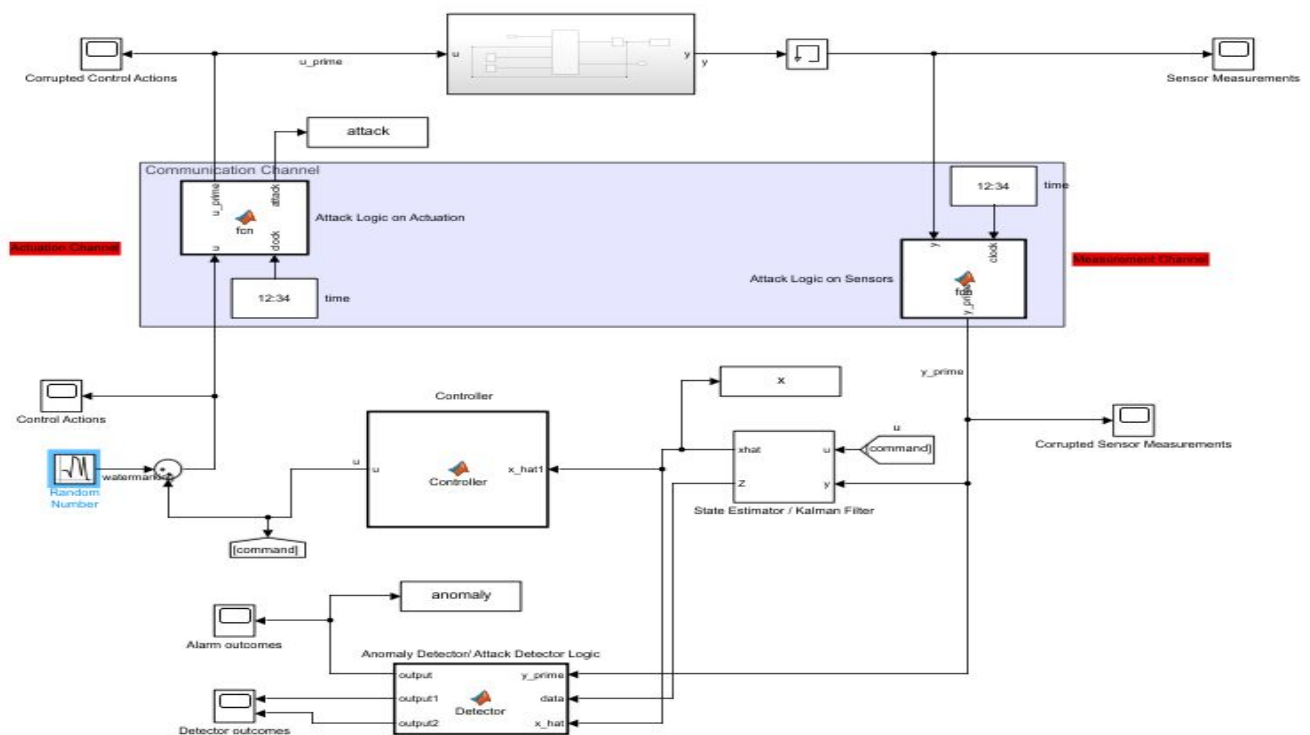 u
y
y
u_prime
Corrupted Control Actions
Sensor Measurements
attack
Communication Channel
u_prime
attack
fcn
u
clock
Attack Logic on Actuation
12:34
time
Actuation Channel
12:34
time
y
clock
Attack Logic on Sensors
y_prime
Measurement Channel
y_prime
x
Controller
Control Actions
u
Corrupted Sensor Measurements
[command]
xhat
u
Z
y
State Estimator / Kalman Filter
u
u
x_hat1
Controller
Random
Number
[command]
anomaly
Alarm outcomes
Anomaly Detector/ Attack Detector Logic
output
y_prime
output1
data
Detector
output2
x_hat
Detector outcomes